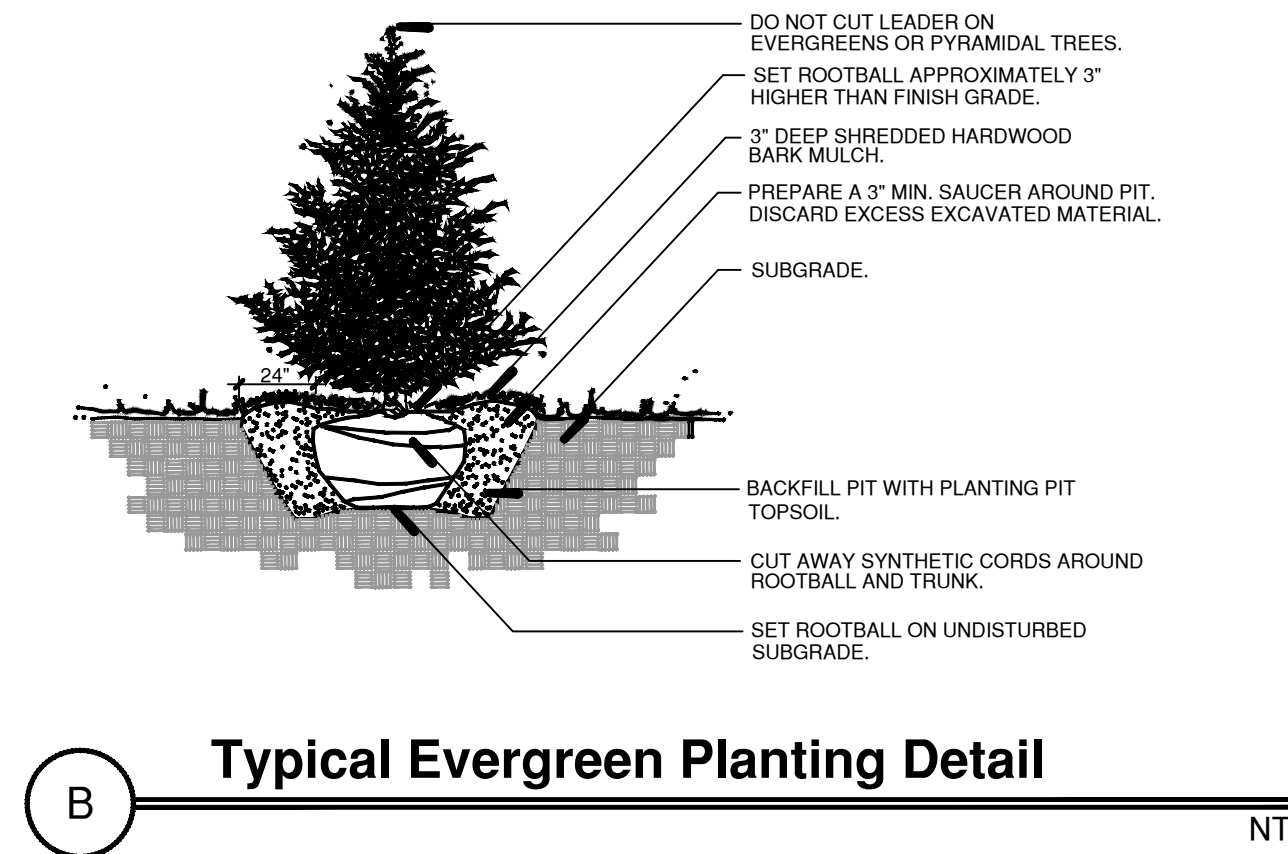 DO NOT CUT LEADER ON
EVERGREENS OR PYRAMIDAL TREES.
SET ROOTBALL APPROXIMATELY 3"
HIGHER THAN FINISH GRADE.
3" DEEP SHREDDED HARDWOOD
BARK MULCH.
PREPARE A 3" MIN. SAUCER AROUND PIT.
DISCARD EXCESS EXCAVATED MATERIAL.
SUBGRADE.
24"
BACKFILL PIT WITH PLANTING PIT
TOPSOIL.
CUT AWAY SYNTHETIC CORDS AROUND
ROOTBALL AND TRUNK.
SET ROOTBALL ON UNDISTURBED
SUBGRADE.
Typical Evergreen Planting Detail
B
NT